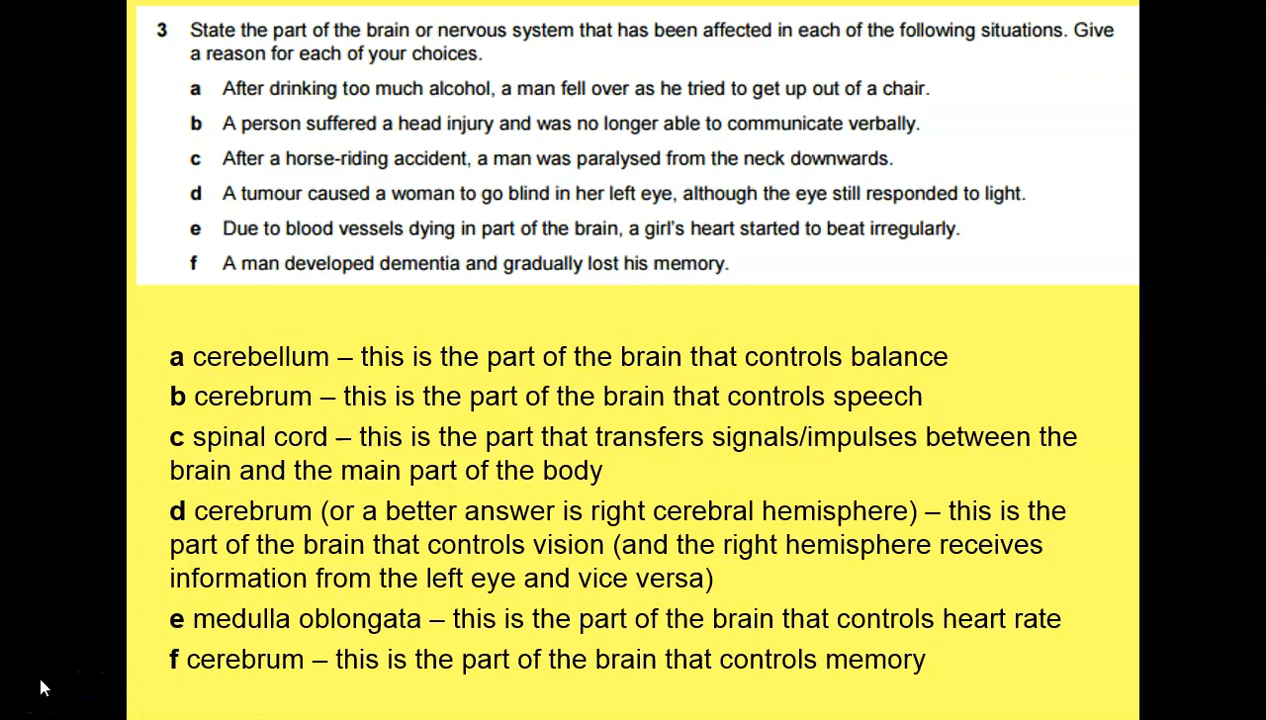 3 State the part of the brain or nervous system that has been affected in each of the following situations. Give
a reason for each of your choices.
a After drinking too much alcohol, a man fell over as he tried to get up out of a chair.
b A person suffered a head injury and was no longer able to communicate verbally.
c After a horse-riding accident, a man was paralysed from the neck downwards.
d A tumour caused a woman to go blind in her left eye, although the eye still responded to light.
e Due to blood vessels dying in part of the brain, a girl's heart started to beat irregularly.
f A man developed dementia and gradually lost his memory.
a cerebellum – this is the part of the brain that controls balance
b cerebrum – this is the part of the brain that controls speech
c spinal cord – this is the part that transfers signals/impulses between the
brain and the main part of the body
d cerebrum (or a better answer is right cerebral hemisphere) – this is the
part of the brain that controls vision (and the right hemisphere receives
information from the left eye and vice versa)
e medulla oblongata – this is the part of the brain that controls heart rate
f cerebrum – this is the part of the brain that controls memory